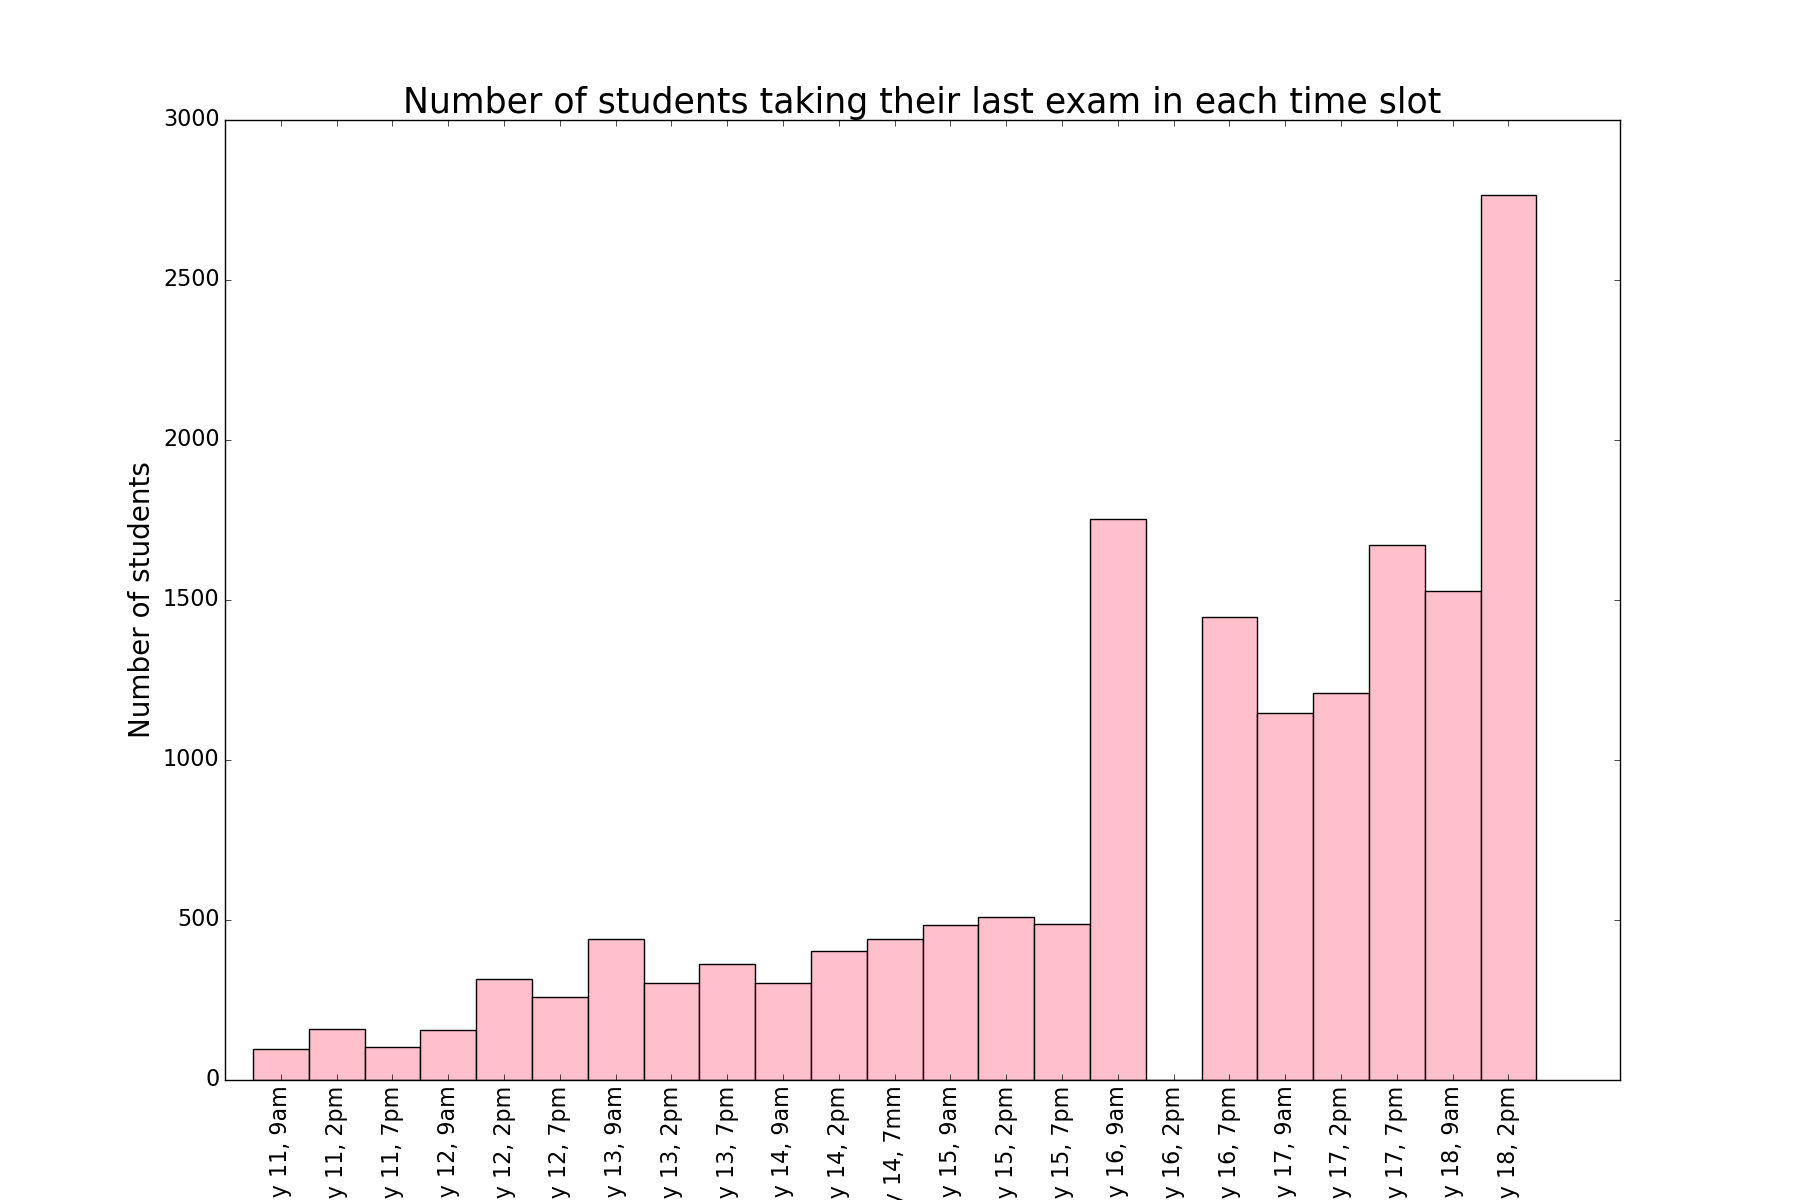 Number of students taking their last exam in each time slot
Number of students
3000
2500
2000
1500
1000
500
0
y 11, 9am
y 11, 2pm
y 11, 7pm
y 12, 9am
y 12, 2pm
y 12, 7pm
y 13, 9am
y 13, 2pm
y 13, 7pm
y 14, 9am
y 14, 2pm
y 14, 7mm
y 15, 9am
y 15, 2pm
y 15, 7pm
y 16, 9am
y 16, 2pm
y 16, 7pm
y 17, 9am
y 17, 2pm
y 17, 7pm
y 18, 9am
y 18, 2pm